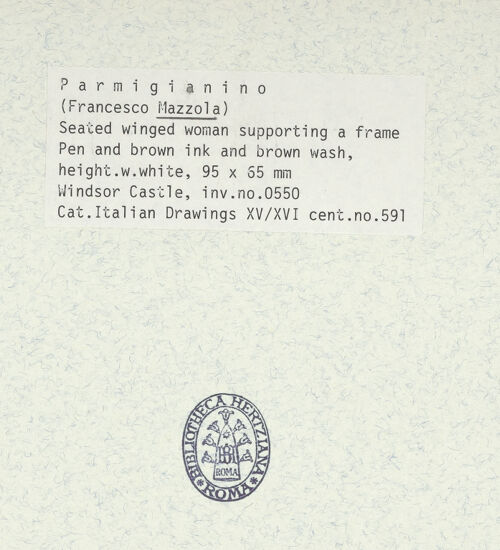 P a r m i g i a n i n o
(Francesco Mazzola)
Seated winged woman supporting a frame
Pen and brown ink and brown wash,
height.w.white, 95 x 65 mm
Windsor Castle, inv.no.0550
Cat.Italian Drawings XV/XVI cent.no.591
BIBLIOTHECA HERTZIANA
ROMA
* ROMA *